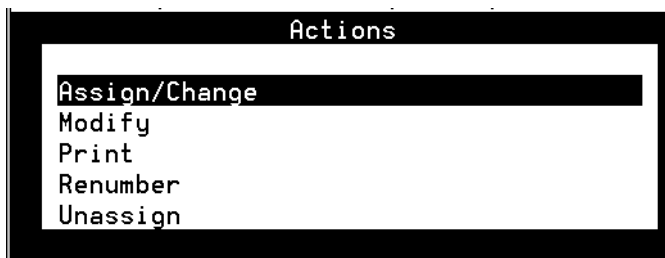 Actions
Assign/Change
Modify
Print
Renumber
Unassign